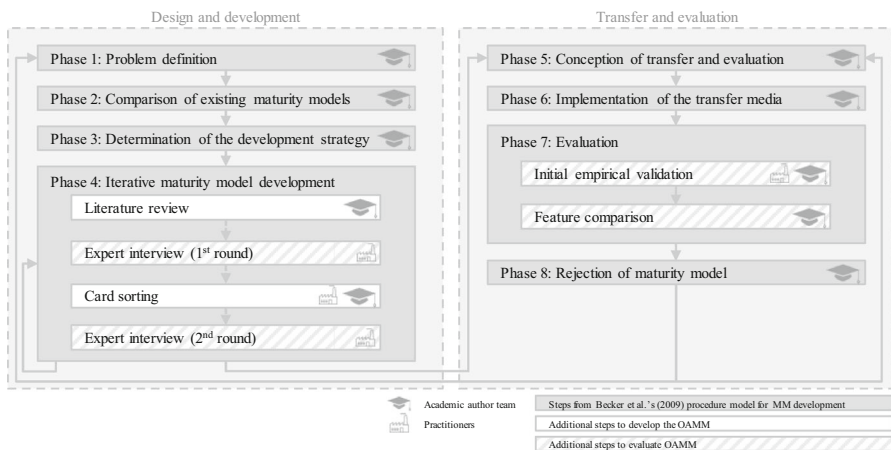 Design and development
Transfer and evaluation
Phase 1: Problem definition
Phase 2: Comparison of existing maturity models
Phase 3: Determination of the development strategy
Phase 4: Iterative maturity model development
Literature review
Expert interview (1st round)
Card sorting
Expert interview (2nd round)
Phase 5: Conception of transfer and evaluation
Phase 6: Implementation of the transfer media
Phase 7: Evaluation
Initial empirical validation
Feature comparison
Phase 8: Rejection of maturity model
Academic author team
Practitioners
Steps from Becker et al.'s (2009) procedure model for MM development
Additional steps to develop the OAMM
Additional steps to evaluate OAMM